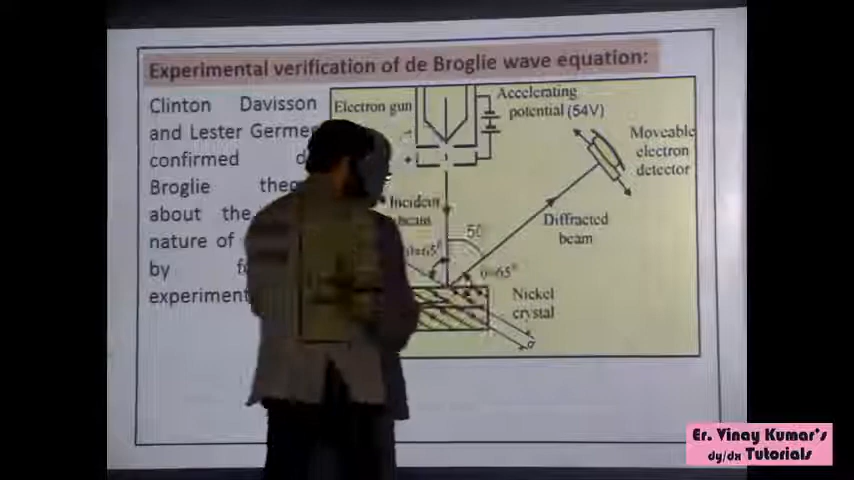 Experimental verification of de Broglie wave equation:
Clinton Davisson
and Lester Germe
confirmed d
Broglie the
about the
nature of
by f
experiment
Electron gun
Accelerating
potential (54V)
Moveable
electron
detector
Incident
beam
50
Diffracted
beam
θ=65°
θ=65°
Nickel
crystal
d
Er. Vinay Kumar's
dy/dx Tutorials